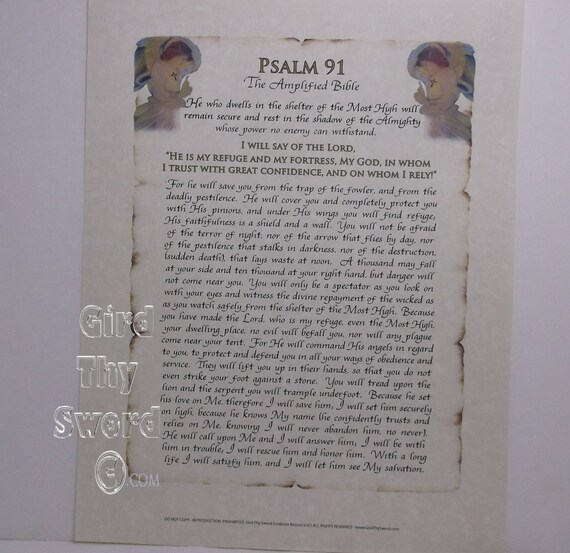 PSALM 91
The Amplified Bible
He who dwells in the shelter of the Most High will
remain secure and rest in the shadow of the Almighty
whose power no enemy can withstand.
I WILL SAY OF THE LORD,
"HE IS MY REFUGE AND MY FORTRESS, MY GOD, IN WHOM
I TRUST WITH GREAT CONFIDENCE, AND ON WHOM I RELY!"
For he will save you from the trap of the fowler, and from the
deadly pestilence. He will cover you and completely protect you
with His pinions, and under His wings you will find refuge;
His faithfulness is a shield and a wall. You will not be afraid
of the terror of night, nor of the arrow that flies by day, nor
of the pestilence that stalks in darkness, nor of the destruction,
(sudden death), that lays waste at noon. A thousand may fall
at your side and ten thousand at your right hand, but danger will
not come near you. You will only be a spectator as you look on
with your eyes and witness the divine repayment of the wicked as
as you watch safely from the shelter of the Most High. Because
you have made the Lord, who is my refuge, even the Most High,
your dwelling place, no evil will befall you, nor will any plague
come near your tent. For He will command His angels in regard
to you, to protect and defend you in all your ways of obedience and
service. They will lift you up in their hands, so that you do not
even strike your foot against a stone. You will tread upon the
lion and the serpent you will trample underfoot. Because he set
his love on Me, therefore I will save him; I will set him securely
on high, because he knows My name (he confidently trusts and
relies on Me, knowing I will never abandon him, no never).
He will call upon Me and I will answer him; I will be with
him in trouble; I will rescue him and honor him. With a long
life I will satisfy him, and I will let him see My salvation.
Gird
Thy
Sword
G.COM
DO NOT COPY - REPRODUCTION PROHIBITED. Gird Thy Sword Scripture Resource (C) ALL RIGHTS RESERVED - www.GirdThySword.com